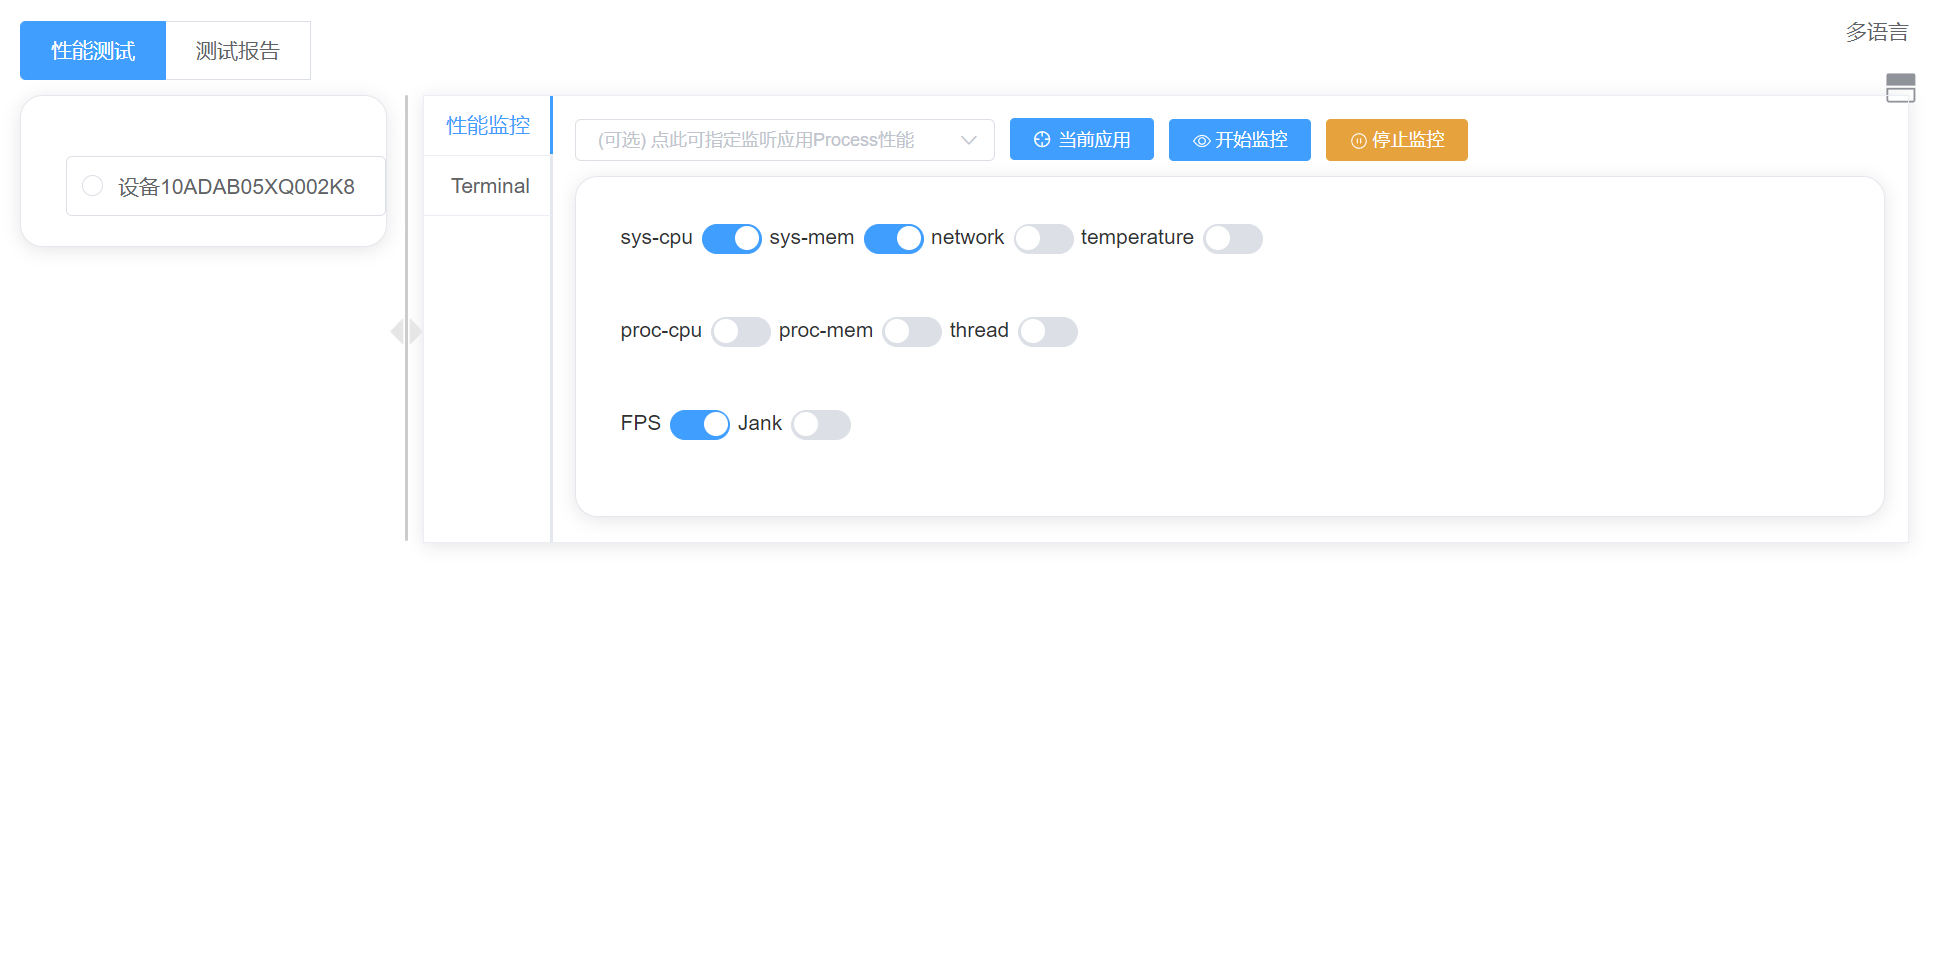 性能测试 测试报告 多语言
设备10ADAB05XQ002K8
性能监控
Terminal
(可选) 点此可指定监听应用Process性能 当前应用 开始监控 停止监控
sys-cpu sys-mem network temperature
proc-cpu proc-mem thread
FPS Jank